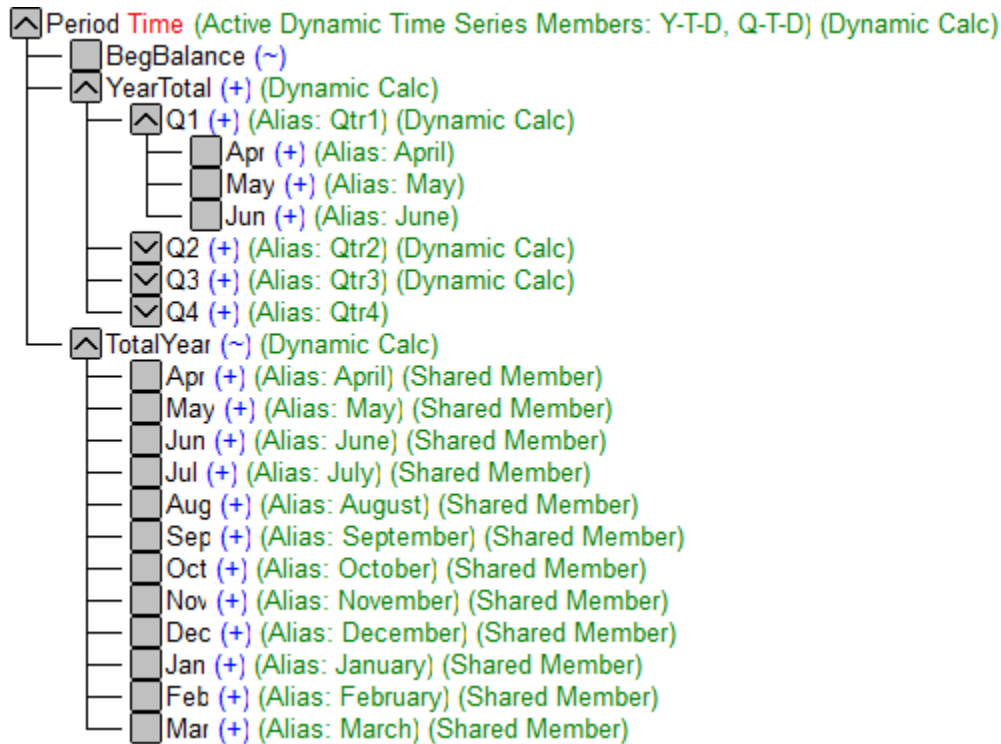 Period Time (Active Dynamic Time Series Members: Y-T-D, Q-T-D) (Dynamic Calc)
BegBalance (~)
YearTotal (+) (Dynamic Calc)
Q1 (+) (Alias: Qtr1) (Dynamic Calc)
Apr (+) (Alias: April)
May (+) (Alias: May)
Jun (+) (Alias: June)
Q2 (+) (Alias: Qtr2) (Dynamic Calc)
Q3 (+) (Alias: Qtr3) (Dynamic Calc)
Q4 (+) (Alias: Qtr4)
TotalYear (~) (Dynamic Calc)
Apr (+) (Alias: April) (Shared Member)
May (+) (Alias: May) (Shared Member)
Jun (+) (Alias: June) (Shared Member)
Jul (+) (Alias: July) (Shared Member)
Aug (+) (Alias: August) (Shared Member)
Sep (+) (Alias: September) (Shared Member)
Oct (+) (Alias: October) (Shared Member)
Nov (+) (Alias: November) (Shared Member)
Dec (+) (Alias: December) (Shared Member)
Jan (+) (Alias: January) (Shared Member)
Feb (+) (Alias: February) (Shared Member)
Mar (+) (Alias: March) (Shared Member)